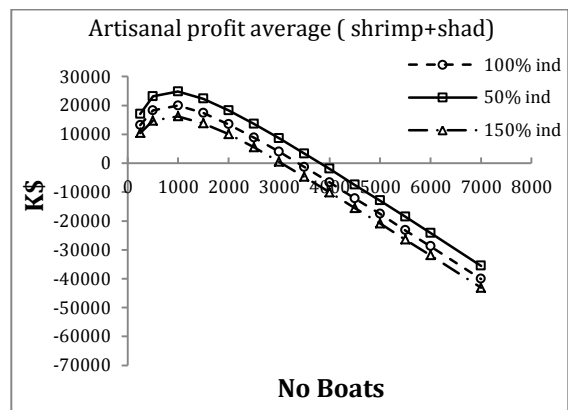 Artisanal profit average ( shrimp+shad)
100% ind
50% ind
150% ind
K$
30000
20000
10000
0
-10000
-20000
-30000
-40000
-50000
-60000
-70000
0 1000 2000 3000 4000 5000 6000 7000 8000
No Boats